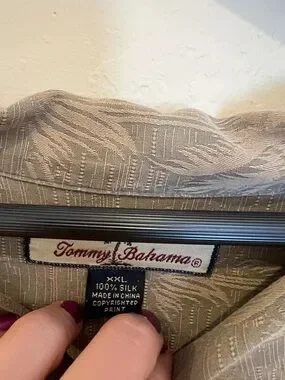 Tommy Bahama®
XXL
100% SILK
MADE IN CHINA
COPYRIGHTED
PRINT